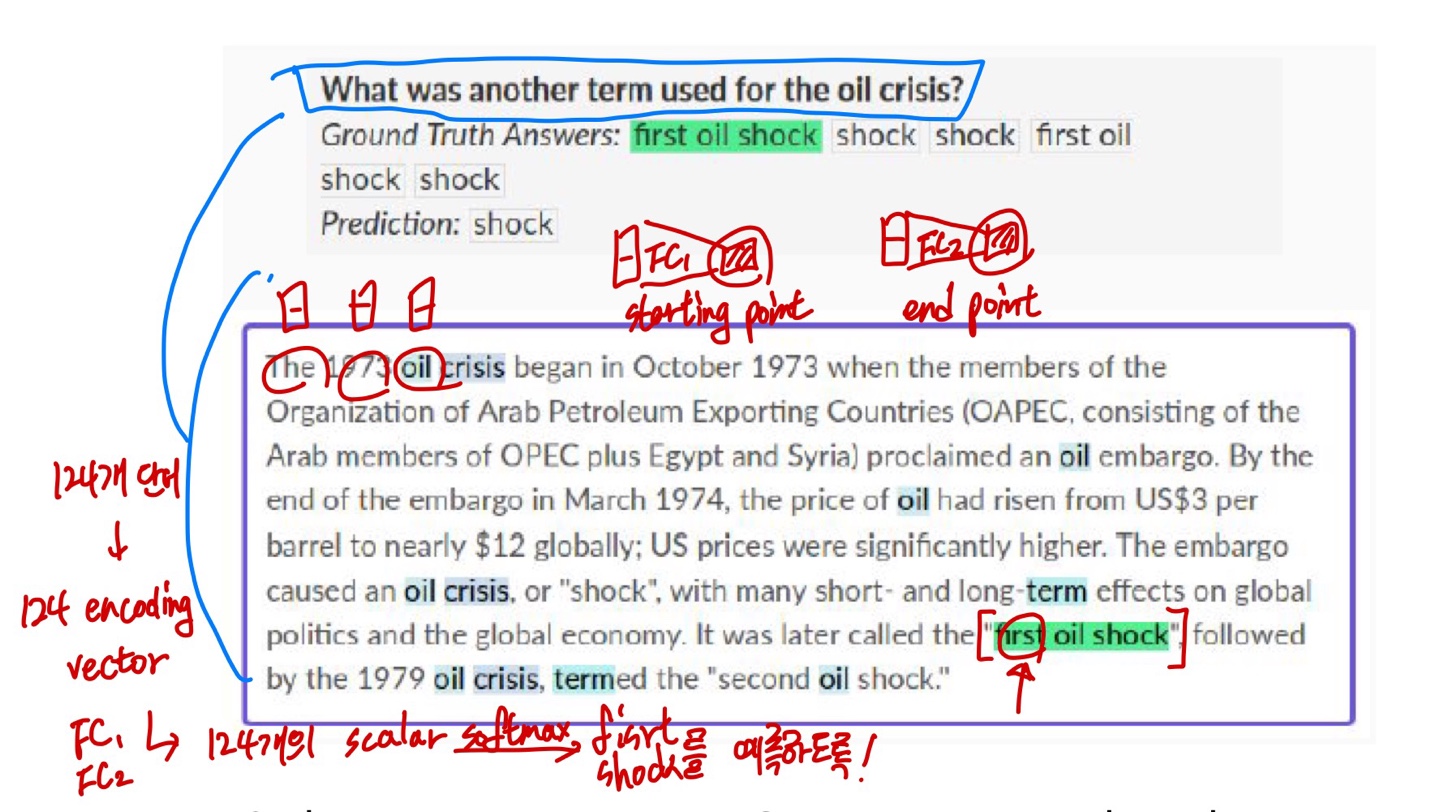 What was another term used for the oil crisis?
Ground Truth Answers: first oil shock shock shock first oil
shock shock
Prediction: shock
FC1
starting point
FC2
end point
The 1973 oil crisis began in October 1973 when the members of the
Organization of Arab Petroleum Exporting Countries (OAPEC, consisting of the
Arab members of OPEC plus Egypt and Syria) proclaimed an oil embargo. By the
end of the embargo in March 1974, the price of oil had risen from US$3 per
barrel to nearly $12 globally; US prices were significantly higher. The embargo
caused an oil crisis, or "shock", with many short- and long-term effects on global
politics and the global economy. It was later called the "first oil shock", followed
by the 1979 oil crisis, termed the "second oil shock."
124개 단어
↓
124 encoding
vector
FC1 ↳ 124개의 scalar softmax→ fisrt를 예측하도록!
FC2 shock을